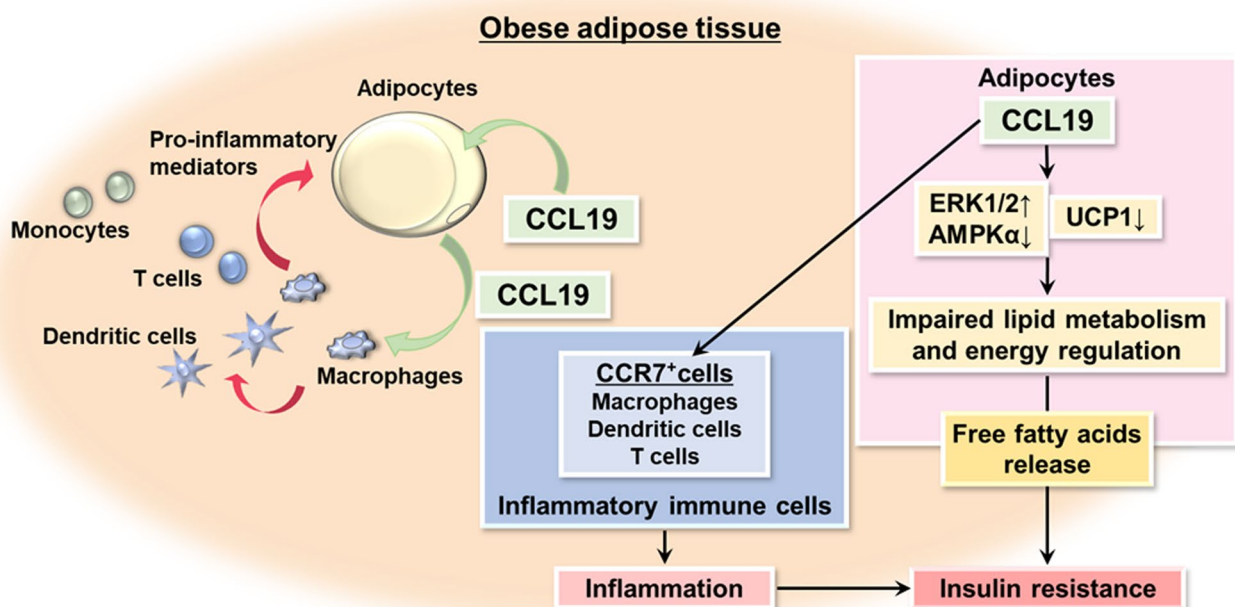 Obese adipose tissue
Adipocytes
Pro-inflammatory
mediators
Monocytes
T cells
Dendritic cells
Macrophages
CCL19
CCL19
Adipocytes
CCL19
ERK1/2↑
AMPKα↓
UCP1↓
Impaired lipid metabolism
and energy regulation
Free fatty acids
release
CCR7⁺cells
Macrophages
Dendritic cells
T cells
Inflammatory immune cells
Inflammation
Insulin resistance